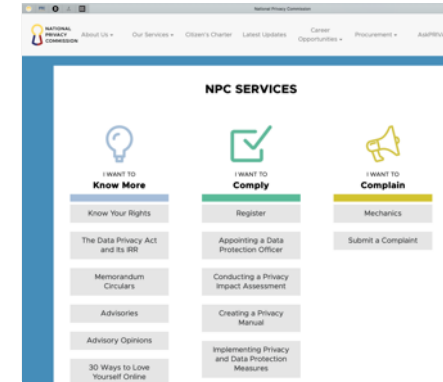 National Privacy Commission
NATIONAL
PRIVACY
COMMISSION
About Us
Our Services
Citizen's Charter
Latest Updates
Career
Opportunities
Procurement
AskPRIVA
NPC SERVICES
I WANT TO
Know More
Know Your Rights
The Data Privacy Act
and Its IRR
Memorandum
Circulars
Advisories
Advisory Opinions
30 Ways to Love
Yourself Online
I WANT TO
Comply
Register
Appointing a Data
Protection Officer
Conducting a Privacy
Impact Assessment
Creating a Privacy
Manual
Implementing Privacy
and Data Protection
Measures
I WANT TO
Complain
Mechanics
Submit a Complaint